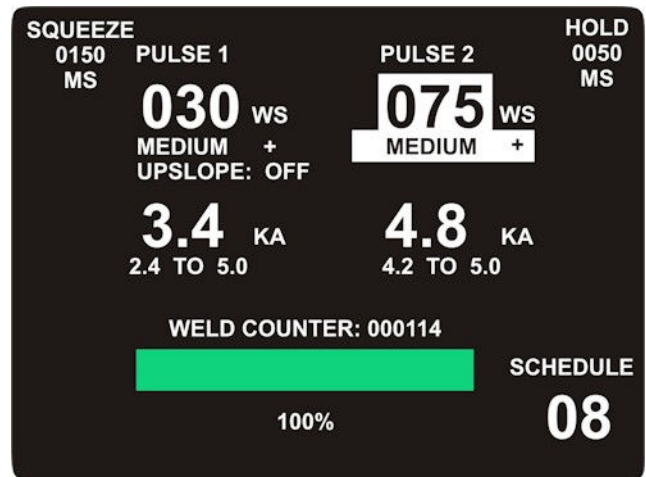 SQUEEZE
0150
MS
PULSE 1
030 WS
MEDIUM +
UPSLOPE: OFF
3.4 KA
2.4 TO 5.0
PULSE 2
075 WS
MEDIUM +
4.8 KA
4.2 TO 5.0
HOLD
0050
MS
WELD COUNTER: 000114
100%
SCHEDULE
08